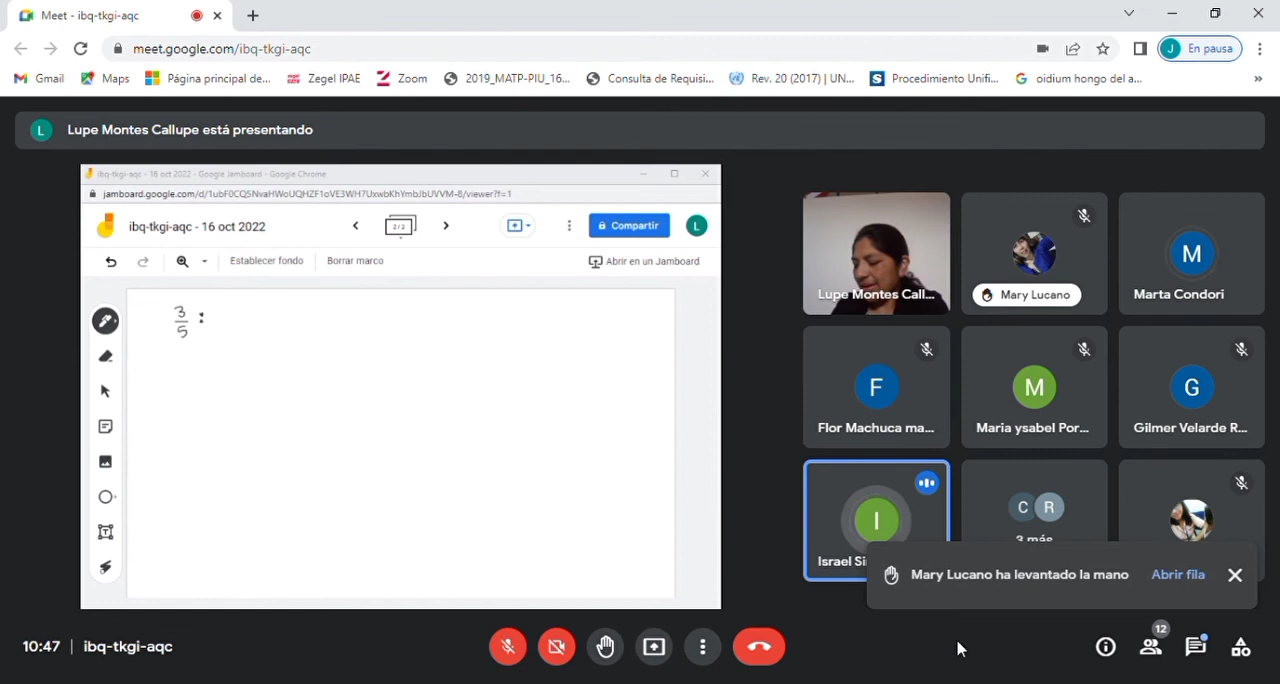 Meet - ibq-tkgi-aqc
meet.google.com/ibq-tkgi-aqc
J En pausa
Gmail Maps Página principal de... Zegel IPAE Zoom 2019_MATP-PIU_16... Consulta de Requisi... Rev. 20 (2017) | UN... Procedimiento Unifi... oidium hongo del a... »
L Lupe Montes Callupe está presentando
ibq-tkgi-aqc - 16 oct 2022 - Google Jamboard - Google Chrome
jamboard.google.com/d/1ubF0CQ5NvaHWoUQHZF1oVE3WH7UxwbKhYmbJbUVVM-8/viewer?f=1
ibq-tkgi-aqc - 16 oct 2022
2/2
Compartir
L
Establecer fondo Borrar marco Abrir en un Jamboard
3
5 :
Lupe Montes Call...
Mary Lucano
M
Marta Condori
F
Flor Machuca ma...
M
Maria ysabel Por...
G
Gilmer Velarde R...
I
Israel Si
C R
3 más
Mary Lucano ha levantado la mano Abrir fila
10:47 | ibq-tkgi-aqc
12